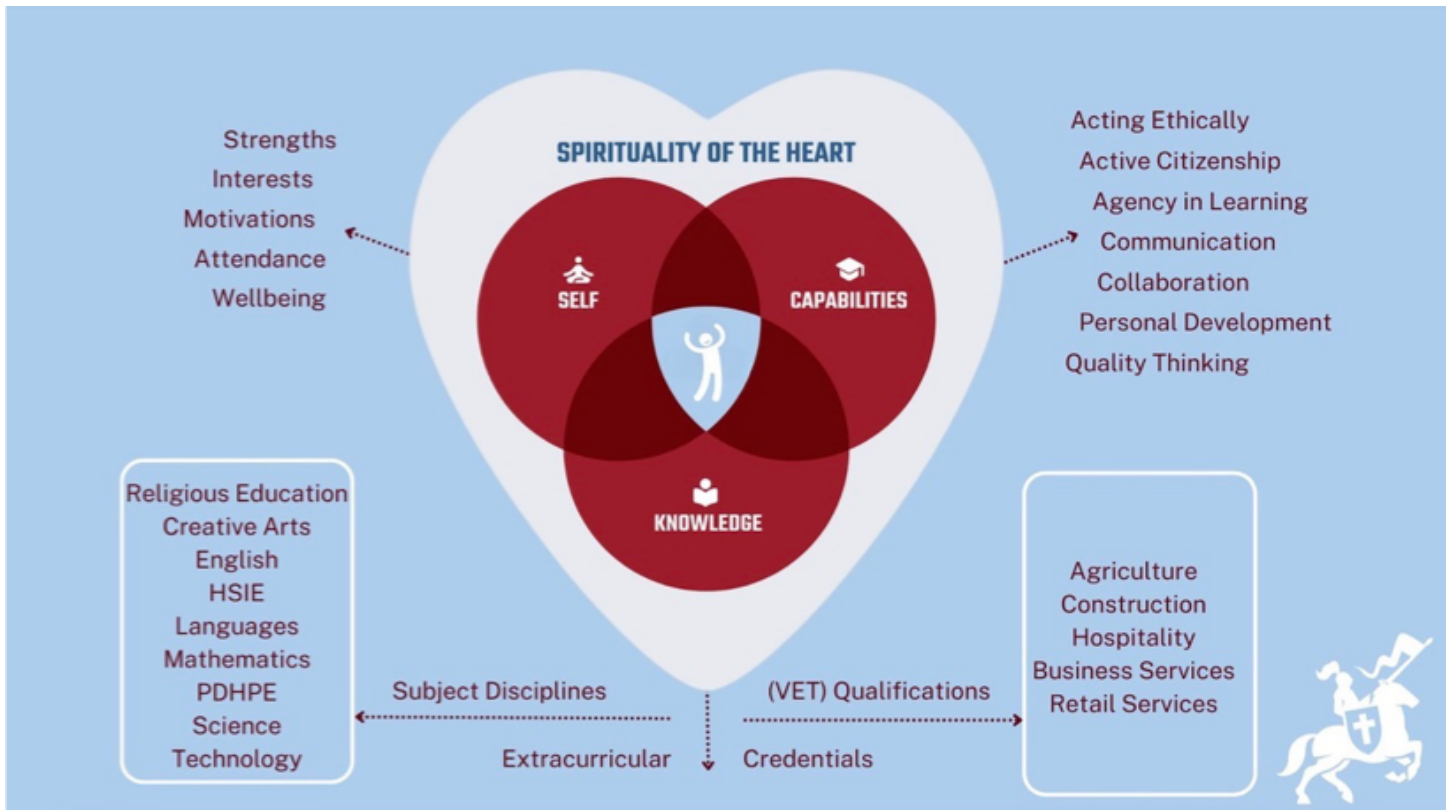 SPIRITUALITY OF THE HEART
Strengths
Interests
Motivations
Attendance
Wellbeing
SELF
CAPABILITIES
KNOWLEDGE
Acting Ethically
Active Citizenship
Agency in Learning
Communication
Collaboration
Personal Development
Quality Thinking
Religious Education
Creative Arts
English
HSIE
Languages
Mathematics
PDHPE
Science
Technology
Subject Disciplines
(VET) Qualifications
Extracurricular
Credentials
Agriculture
Construction
Hospitality
Business Services
Retail Services